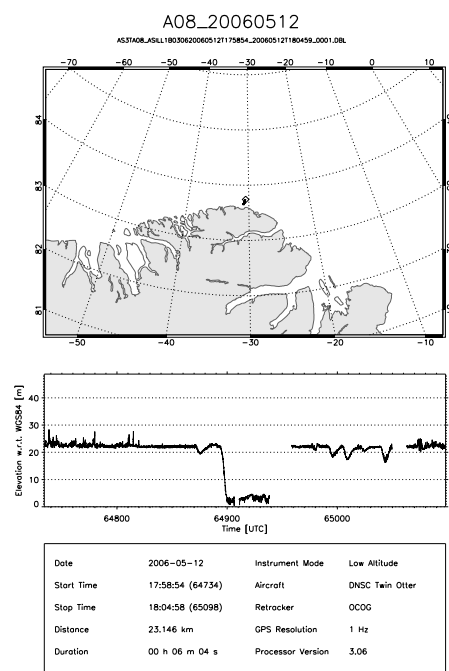 A08_20060512
AS3TA08_ASIWL1B030620060512T175854_20060512T180459_0001.DBL
-70 -60 -50 -40 -30 -20 -10 0 10
84
83
82
81
-50 -40 -30 -20 -10
Elevation w.r.t. WGS84 [m]
40
30
20
10
0
64800 64900 65000
Time [UTC]
Date 2006-05-12 Instrument Mode Low Altitude
Start Time 17:58:54 (64734) Aircraft DNSC Twin Otter
Stop Time 18:04:58 (65098) Retracker OCOG
Distance 23.146 km GPS Resolution 1 Hz
Duration 00 h 06 m 04 s Processor Version 3.06